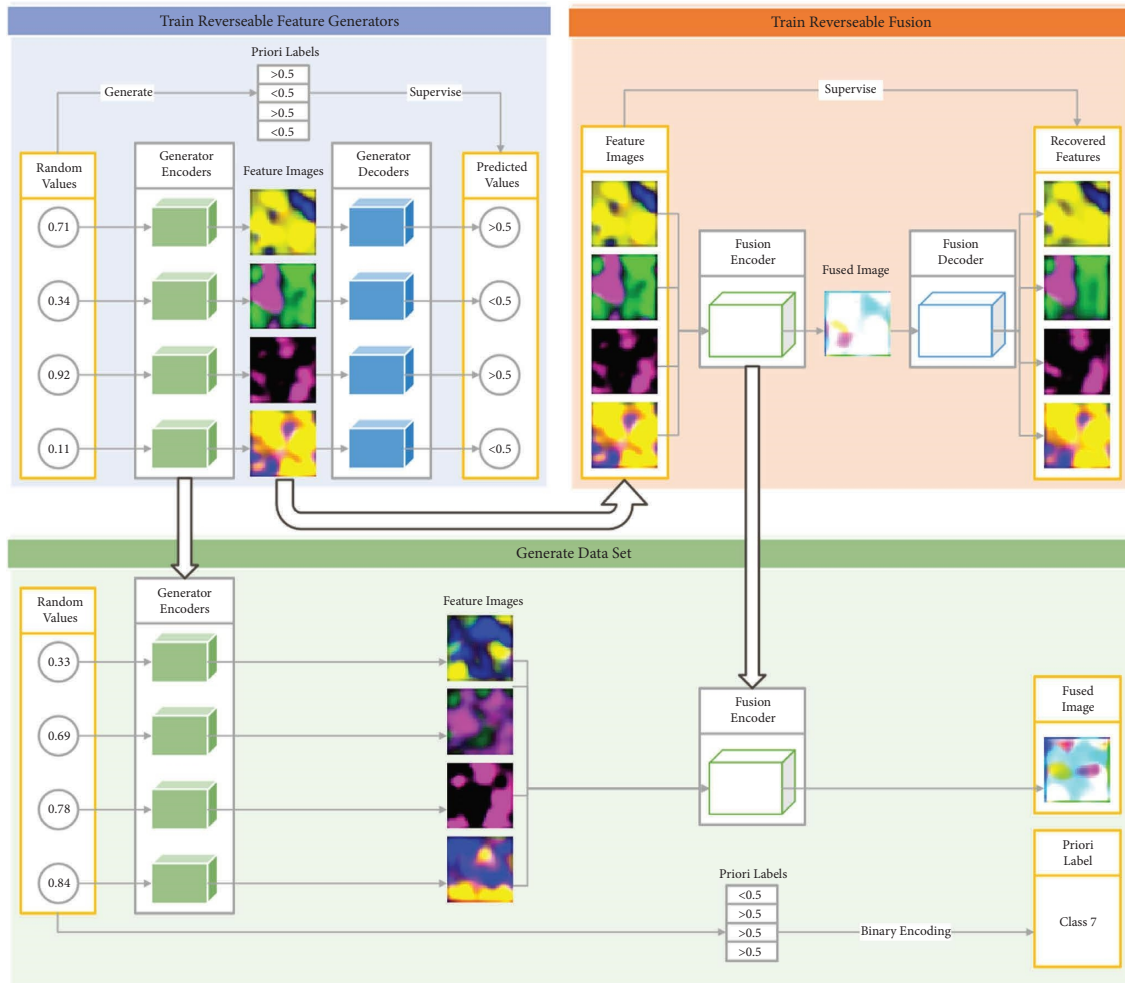 Train Reverseable Feature Generators
Priori Labels
>0.5
<0.5
>0.5
<0.5
Generate
Supervise
Random
Values
0.71
0.34
0.92
0.11
Generator
Encoders
Feature Images
Generator
Decoders
Predicted
Values
>0.5
<0.5
>0.5
<0.5
Train Reverseable Fusion
Supervise
Feature
Images
Fusion
Encoder
Fused Image
Fusion
Decoder
Recovered
Features
Generate Data Set
Random
Values
0.33
0.69
0.78
0.84
Generator
Encoders
Feature Images
Fusion
Encoder
Fused
Image
Priori Labels
<0.5
>0.5
>0.5
>0.5
Binary Encoding
Priori
Label
Class 7